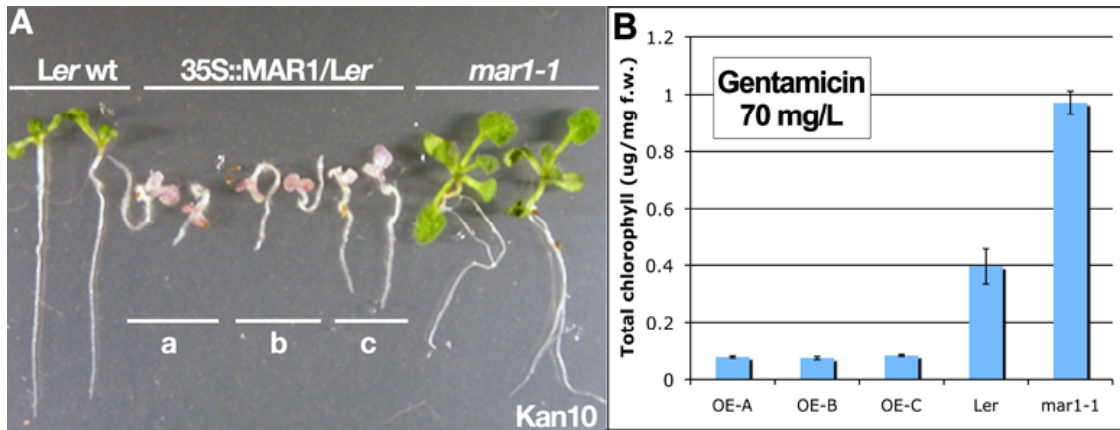 A
Ler wt
35S::MAR1/Ler
mar1-1
a
b
c
Kan10
B
Gentamicin
70 mg/L
Total chlorophyll (ug/mg f.w.)
1.2
1
0.8
0.6
0.4
0.2
0
OE-A
OE-B
OE-C
Ler
mar1-1